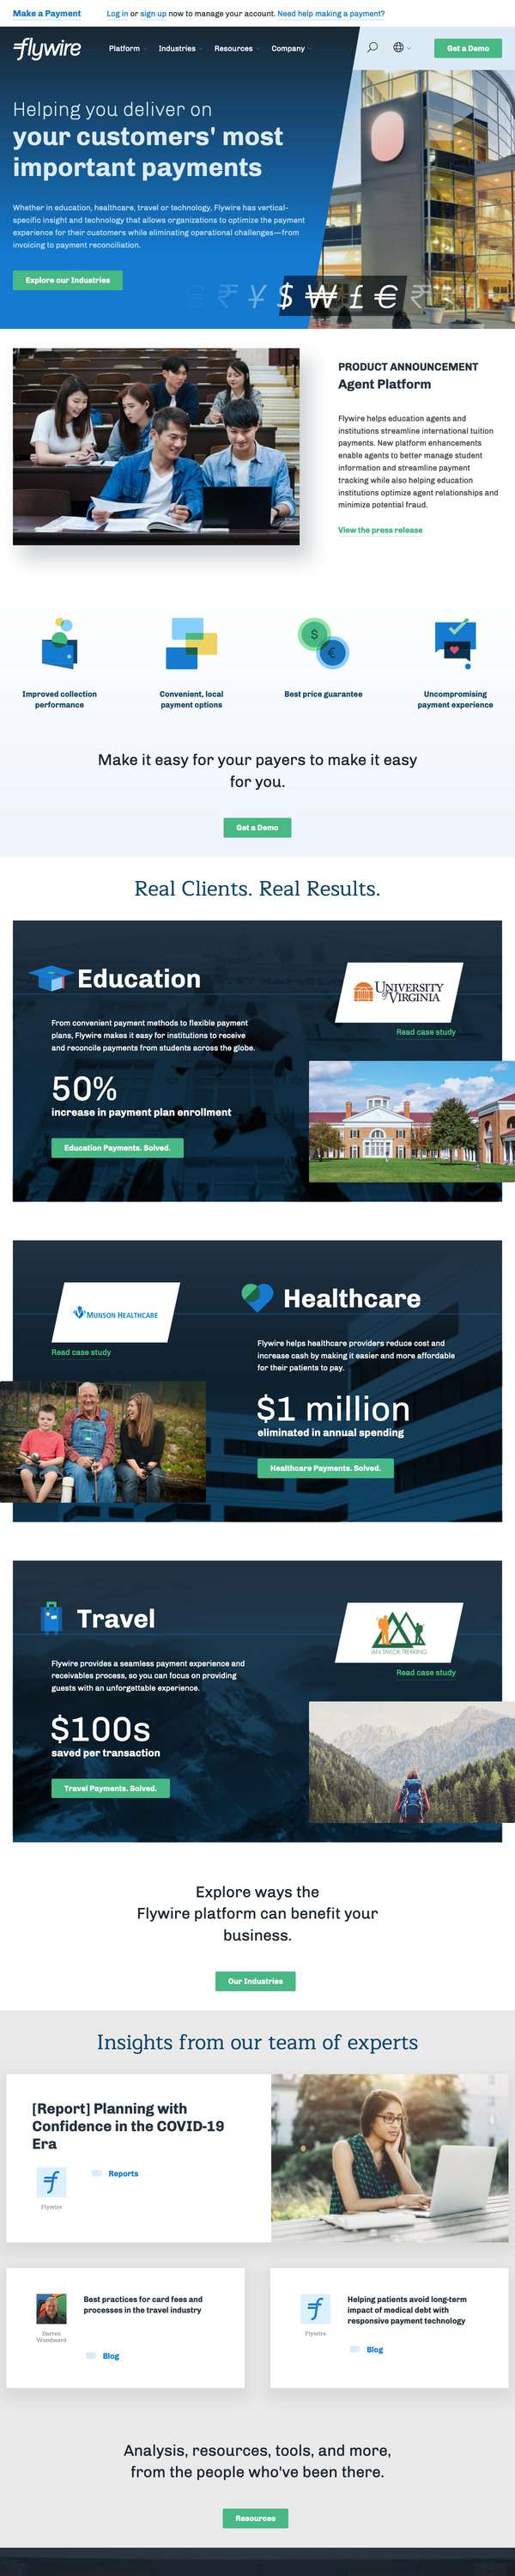 Make a Payment
Log in or sign up now to manage your account. Need help making a payment?
flywire
Platform
Industries
Resources
Company
Get a Demo
Helping you deliver on
your customers' most
important payments
Whether in education, healthcare, travel or technology, Flywire has vertical-
specific insight and technology that allows organizations to optimize the payment
experience for their customers while eliminating operational challenges—from
invoicing to payment reconciliation.
Explore our Industries
₹ ¥ $ ₩ £ € ₹
PRODUCT ANNOUNCEMENT
Agent Platform
Flywire helps education agents and
institutions streamline international tuition
payments. New platform enhancements
enable agents to better manage student
information and streamline payment
tracking while also helping education
institutions optimize agent relationships and
minimize potential fraud.
View the press release
$
€
Improved collection
performance
Convenient, local
payment options
Best price guarantee
Uncompromising
payment experience
Make it easy for your payers to make it easy
for you.
Get a Demo
Real Clients. Real Results.
Education
From convenient payment methods to flexible payment
plans, Flywire makes it easy for institutions to receive
and reconcile payments from students across the globe.
50%
increase in payment plan enrollment
Education Payments. Solved.
UNIVERSITY
of VIRGINIA
Read case study
MUNSON HEALTHCARE
Read case study
Healthcare
Flywire helps healthcare providers reduce cost and
increase cash by making it easier and more affordable
for their patients to pay.
$1 million
eliminated in annual spending
Healthcare Payments. Solved.
Travel
Flywire provides a seamless payment experience and
receivables process, so you can focus on providing
guests with an unforgettable experience.
$100s
saved per transaction
Travel Payments. Solved.
IAN TAYLOR TREKKING
Read case study
Explore ways the
Flywire platform can benefit your
business.
Our Industries
Insights from our team of experts
[Report] Planning with
Confidence in the COVID-19
Era
Reports
Flywire
Best practices for card fees and
processes in the travel industry
Darren
Woodward
Blog
Helping patients avoid long-term
impact of medical debt with
responsive payment technology
Flywire
Blog
Analysis, resources, tools, and more,
from the people who've been there.
Resources